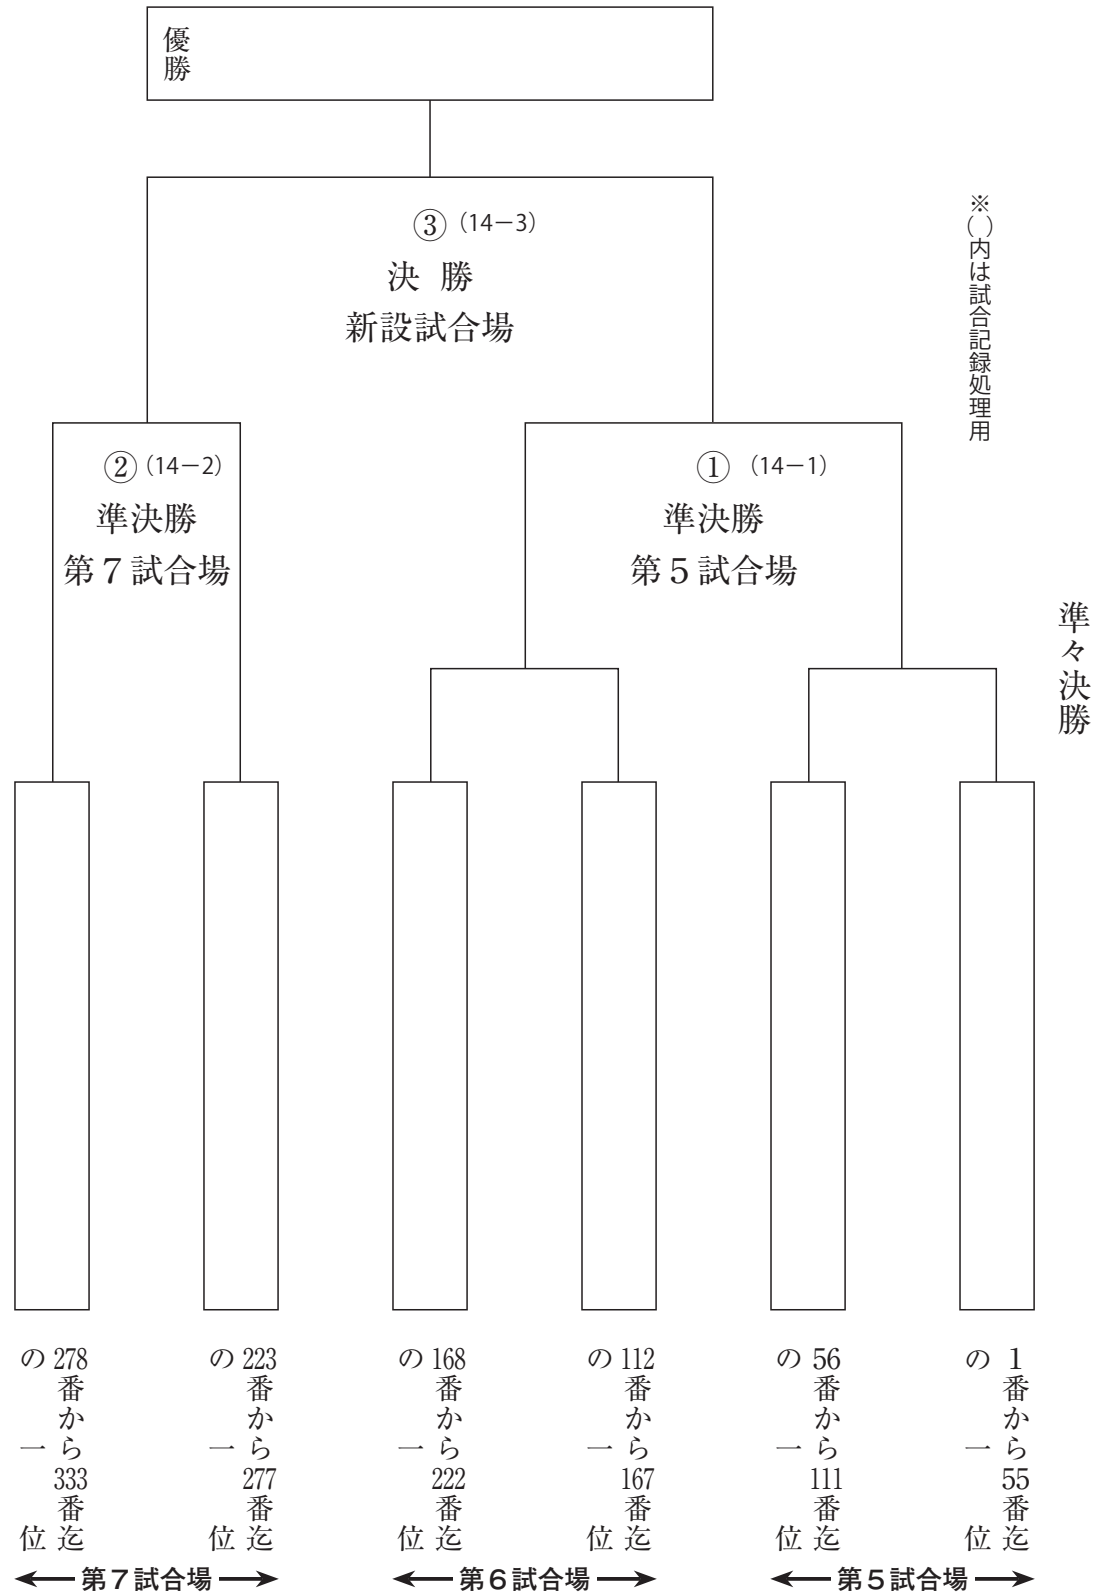 優勝
③（14－3）
決勝
新設試合場
※（ ）内は試合記録処理用
②（14－2）
準決勝
第７試合場
① （14－1）
準決勝
第５試合場
準々決勝
1番から55番迄
の一位
56番から111番迄
の一位
112番から167番迄
の一位
168番から222番迄
の一位
223番から277番迄
の一位
278番から333番迄
の一位
第７試合場
第６試合場
第５試合場